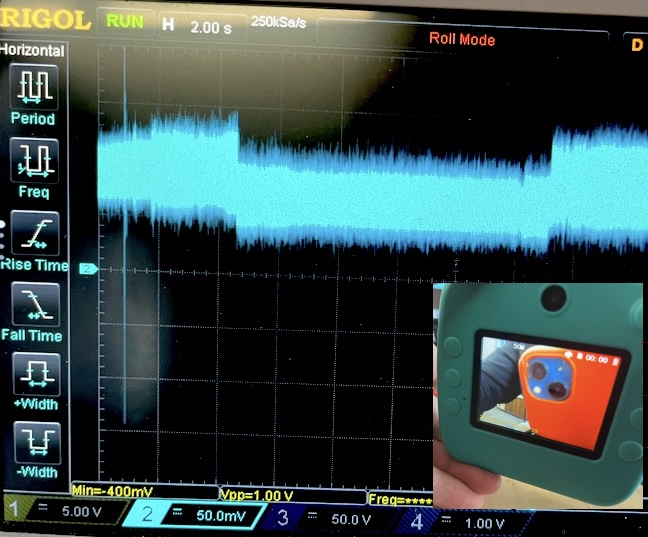 RIGOL RUN H 2.00 s 250kSa/s Roll Mode D
Horizontal
Period
Freq
Rise Time
Fall Time
+Width
-Width
2
00:00
Min=-400mV Vpp=1.00 V Freq=****
1 5.00 V 2 50.0mV 3 50.0 V 4 1.00 V